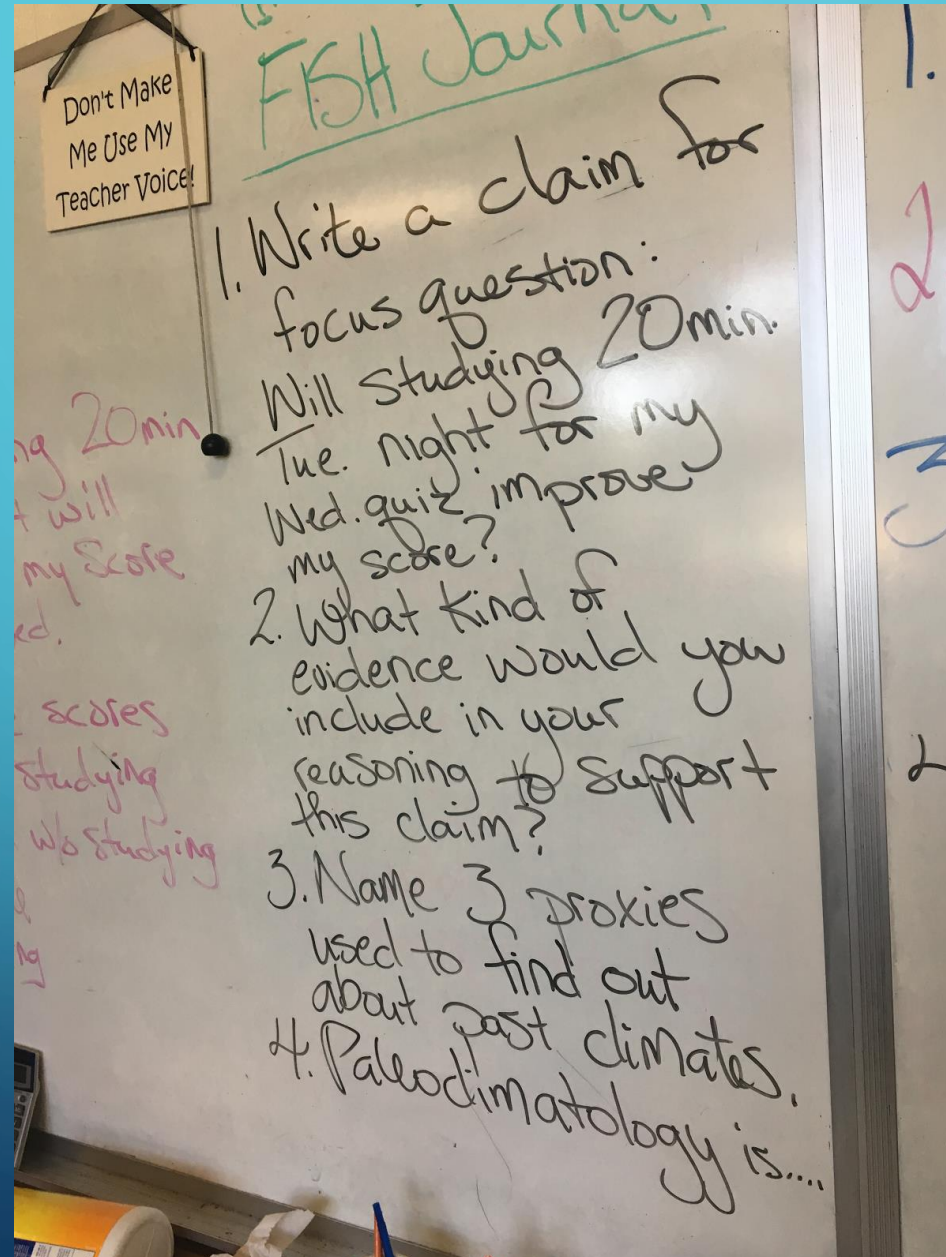 Don't Make
Me Use My
Teacher Voice!
FISH Journal
1. Write a claim for
focus question:
Will studying 20min.
Tue. night for my
Wed. quiz improve
my score?
2. What kind of
evidence would you
include in your
reasoning to support
this claim?
3. Name 3 proxies
used to find out
about past climates.
4. Paleoclimatology is....
20min
will
my Score
scores
studying
w/o studying
1.
2
3